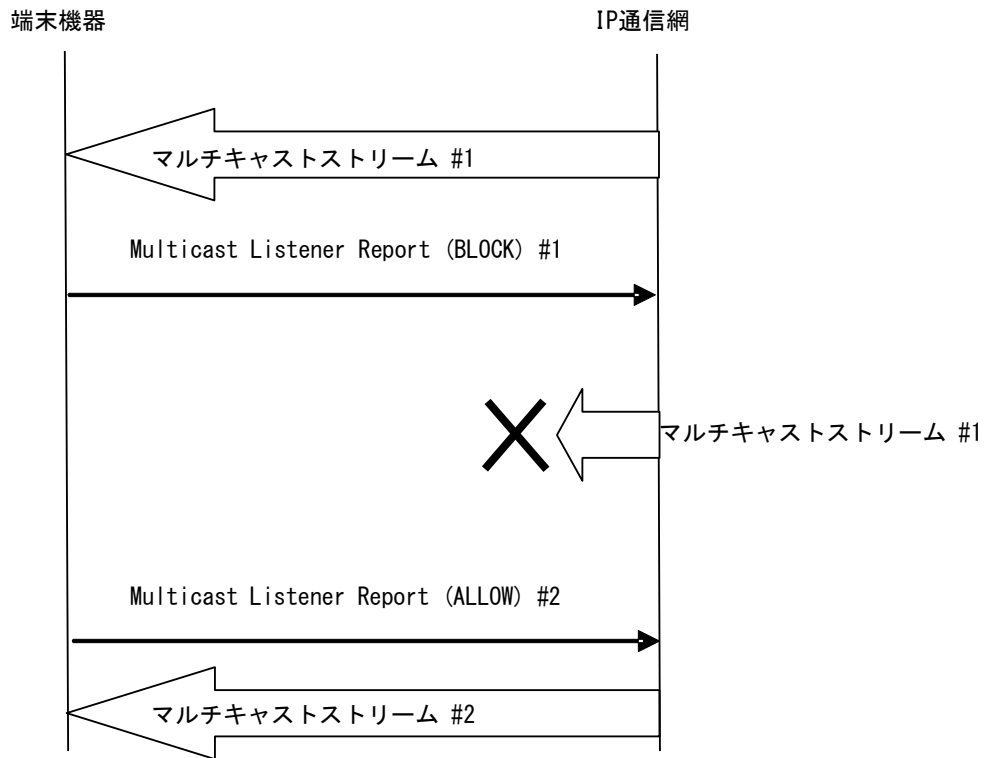 端末機器
IP通信網
マルチキャストストリーム #1
Multicast Listener Report (BLOCK) #1
マルチキャストストリーム #1
Multicast Listener Report (ALLOW) #2
マルチキャストストリーム #2